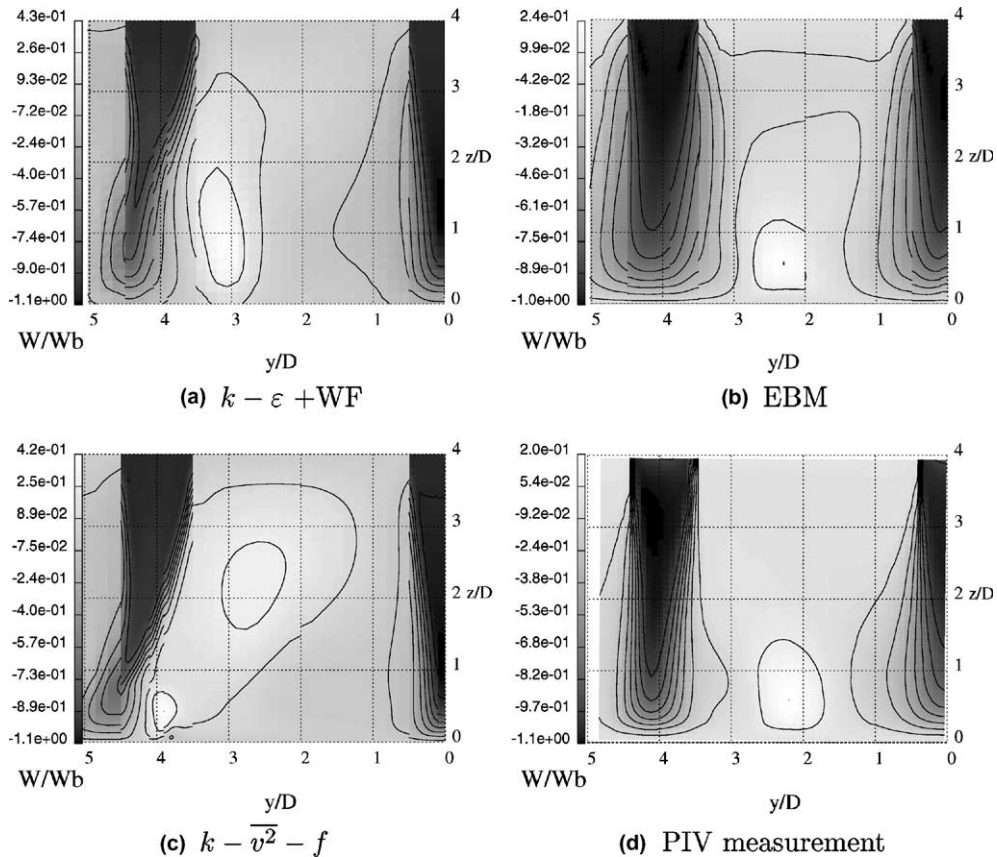 4.3e-01
2.6e-01
9.3e-02
-7.2e-02
-2.4e-01
-4.0e-01
-5.7e-01
-7.4e-01
-9.0e-01
-1.1e+00
W/Wb
5 4 3 2 1 0
y/D
4
3
2 z/D
1
0
(a) k − ε +WF
2.4e-01
9.9e-02
-4.2e-02
-1.8e-01
-3.2e-01
-4.6e-01
-6.1e-01
-7.5e-01
-8.9e-01
-1.0e+00
W/Wb
5 4 3 2 1 0
y/D
4
3
2 z/D
1
0
(b) EBM
4.2e-01
2.5e-01
8.9e-02
-7.5e-02
-2.4e-01
-4.0e-01
-5.7e-01
-7.3e-01
-8.9e-01
-1.1e+00
W/Wb
5 4 3 2 1 0
y/D
4
3
2 z/D
1
0
(c) k − v² − f
2.0e-01
5.4e-02
-9.2e-02
-2.4e-01
-3.8e-01
-5.3e-01
-6.8e-01
-8.2e-01
-9.7e-01
-1.1e+00
W/Wb
5 4 3 2 1 0
y/D
4
3
2 z/D
1
0
(d) PIV measurement